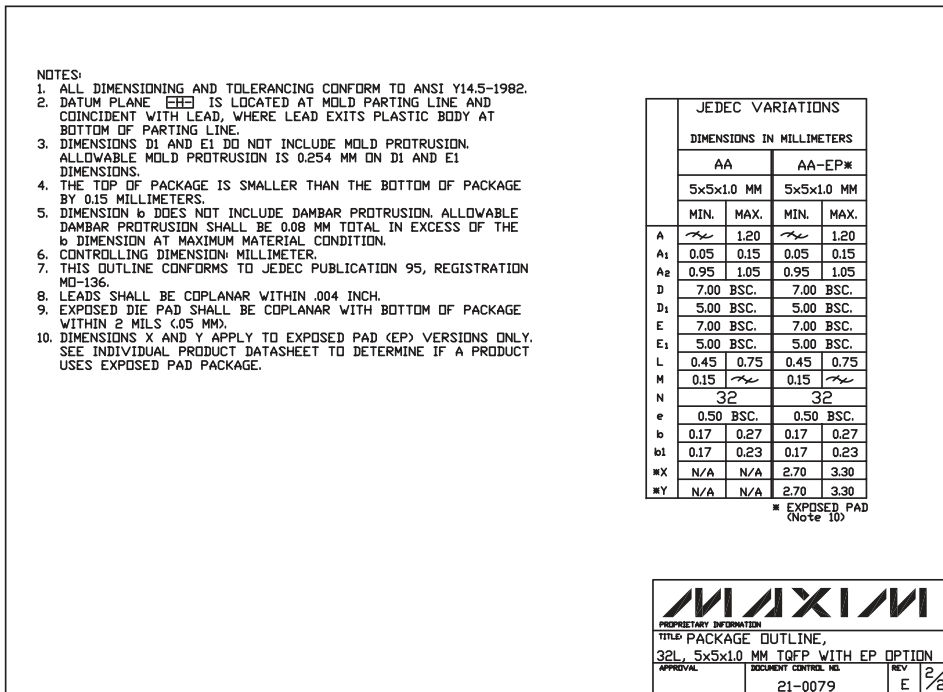 NOTES:
1. ALL DIMENSIONING AND TOLERANCING CONFORM TO ANSI Y14.5-1982.
2. DATUM PLANE -H- IS LOCATED AT MOLD PARTING LINE AND
COINCIDENT WITH LEAD, WHERE LEAD EXITS PLASTIC BODY AT
BOTTOM OF PARTING LINE.
3. DIMENSIONS D1 AND E1 DO NOT INCLUDE MOLD PROTRUSION.
ALLOWABLE MOLD PROTRUSION IS 0.254 MM ON D1 AND E1
DIMENSIONS.
4. THE TOP OF PACKAGE IS SMALLER THAN THE BOTTOM OF PACKAGE
BY 0.15 MILLIMETERS.
5. DIMENSION b DOES NOT INCLUDE DAMBAR PROTRUSION. ALLOWABLE
DAMBAR PROTRUSION SHALL BE 0.08 MM TOTAL IN EXCESS OF THE
b DIMENSION AT MAXIMUM MATERIAL CONDITION.
6. CONTROLLING DIMENSION: MILLIMETER.
7. THIS OUTLINE CONFORMS TO JEDEC PUBLICATION 95, REGISTRATION
MO-136.
8. LEADS SHALL BE COPLANAR WITHIN .004 INCH.
9. EXPOSED DIE PAD SHALL BE COPLANAR WITH BOTTOM OF PACKAGE
WITHIN 2 MILS (.05 MM).
10. DIMENSIONS X AND Y APPLY TO EXPOSED PAD (EP) VERSIONS ONLY.
SEE INDIVIDUAL PRODUCT DATASHEET TO DETERMINE IF A PRODUCT
USES EXPOSED PAD PACKAGE.
JEDEC VARIATIONS
DIMENSIONS IN MILLIMETERS
AA AA-EP*
5x5x1.0 MM 5x5x1.0 MM
MIN. MAX. MIN. MAX.
A 1.20 1.20
A1 0.05 0.15 0.05 0.15
A2 0.95 1.05 0.95 1.05
D 7.00 BSC. 7.00 BSC.
D1 5.00 BSC. 5.00 BSC.
E 7.00 BSC. 7.00 BSC.
E1 5.00 BSC. 5.00 BSC.
L 0.45 0.75 0.45 0.75
M 0.15 0.15
N 32 32
e 0.50 BSC. 0.50 BSC.
b 0.17 0.27 0.17 0.27
b1 0.17 0.23 0.17 0.23
*X N/A N/A 2.70 3.30
*Y N/A N/A 2.70 3.30
* EXPOSED PAD
(Note 10)
MAXIM
PROPRIETARY INFORMATION
TITLE: PACKAGE OUTLINE,
32L, 5x5x1.0 MM TQFP WITH EP OPTION
APPROVAL DOCUMENT CONTROL NO. REV
21-0079 E 2/2